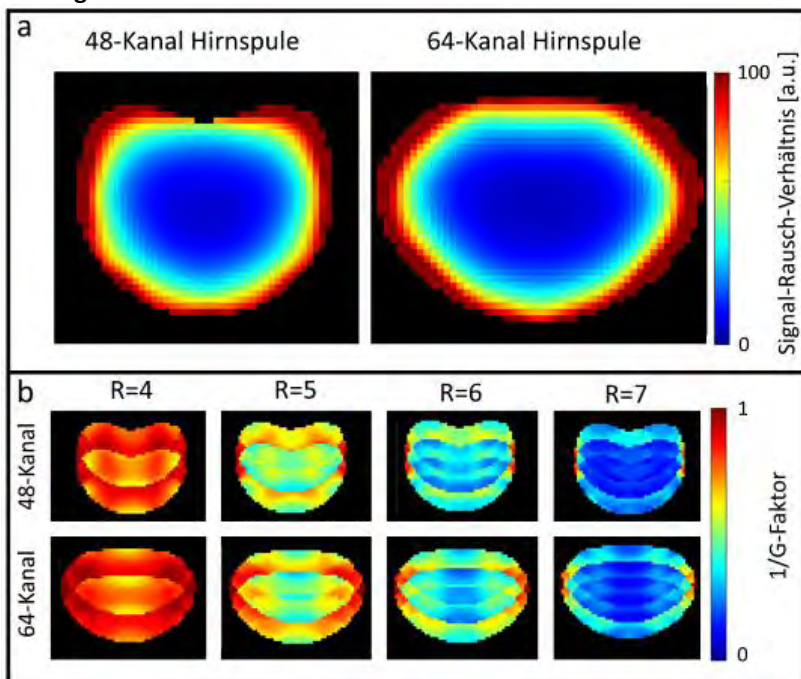 a
48-Kanal Hirnspule
64-Kanal Hirnspule
100
Signal-Rausch-Verhältnis [a.u.]
0
b
R=4
R=5
R=6
R=7
48-Kanal
64-Kanal
1
1/G-Faktor
0